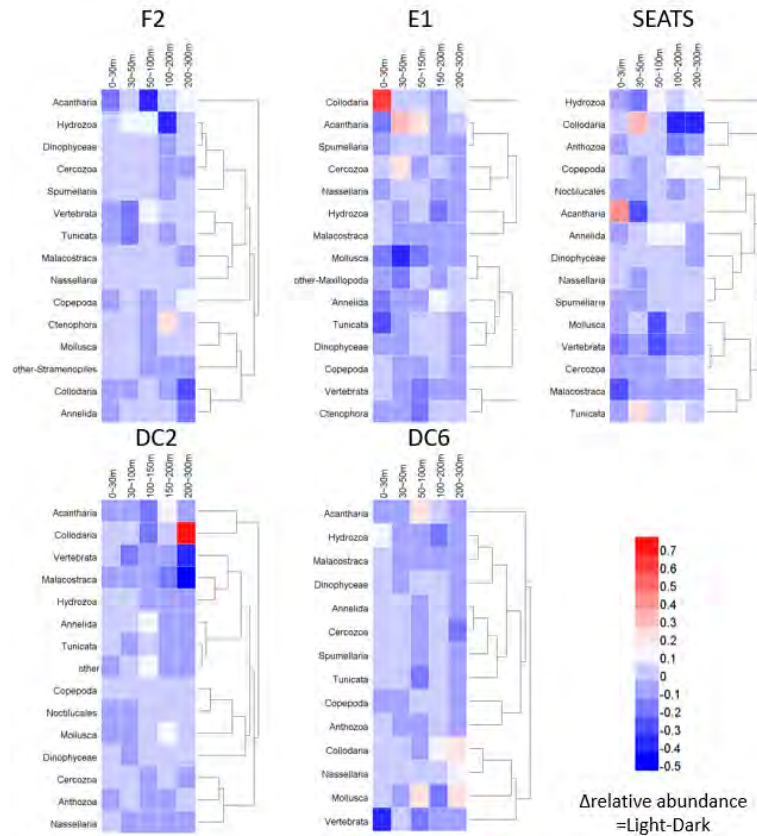 F2
0~30m
30~50m
50~100m
100~200m
200~300m
Acantharia
Hydrozoa
Dinophyceae
Cercozoa
Spumellaria
Vertebrata
Tunicata
Malacostraca
Nassellaria
Copepoda
Ctenophora
Mollusca
other-Stramenopiles
Collodaria
Annelida
E1
0~30m
30~50m
50~150m
150~200m
200~300m
Collodaria
Acantharia
Spumellaria
Cercozoa
Nassellaria
Hydrozoa
Malacostraca
Mollusca
other-Maxillopoda
Annelida
Tunicata
Dinophyceae
Copepoda
Vertebrata
Ctenophora
SEATS
0~30m
30~50m
50~100m
100~200m
200~300m
Hydrozoa
Collodaria
Anthozoa
Copepoda
Noctilucales
Acantharia
Annelida
Dinophyceae
Nassellaria
Spumellaria
Mollusca
Vertebrata
Cercozoa
Malacostraca
Tunicata
DC2
0~30m
30~100m
100~150m
150~200m
200~300m
Acantharia
Collodaria
Vertebrata
Malacostraca
Hydrozoa
Annelida
Tunicata
other
Copepoda
Noctilucales
Mollusca
Dinophyceae
Cercozoa
Anthozoa
Nassellaria
DC6
0~30m
30~50m
50~100m
100~200m
200~300m
Acantharia
Hydrozoa
Malacostraca
Dinophyceae
Annelida
Cercozoa
Spumellaria
Tunicata
Copepoda
Anthozoa
Collodaria
Nassellaria
Mollusca
Vertebrata
0.7
0.6
0.5
0.4
0.3
0.2
0.1
0
-0.1
-0.2
-0.3
-0.4
-0.5
Δrelative abundance
=Light-Dark